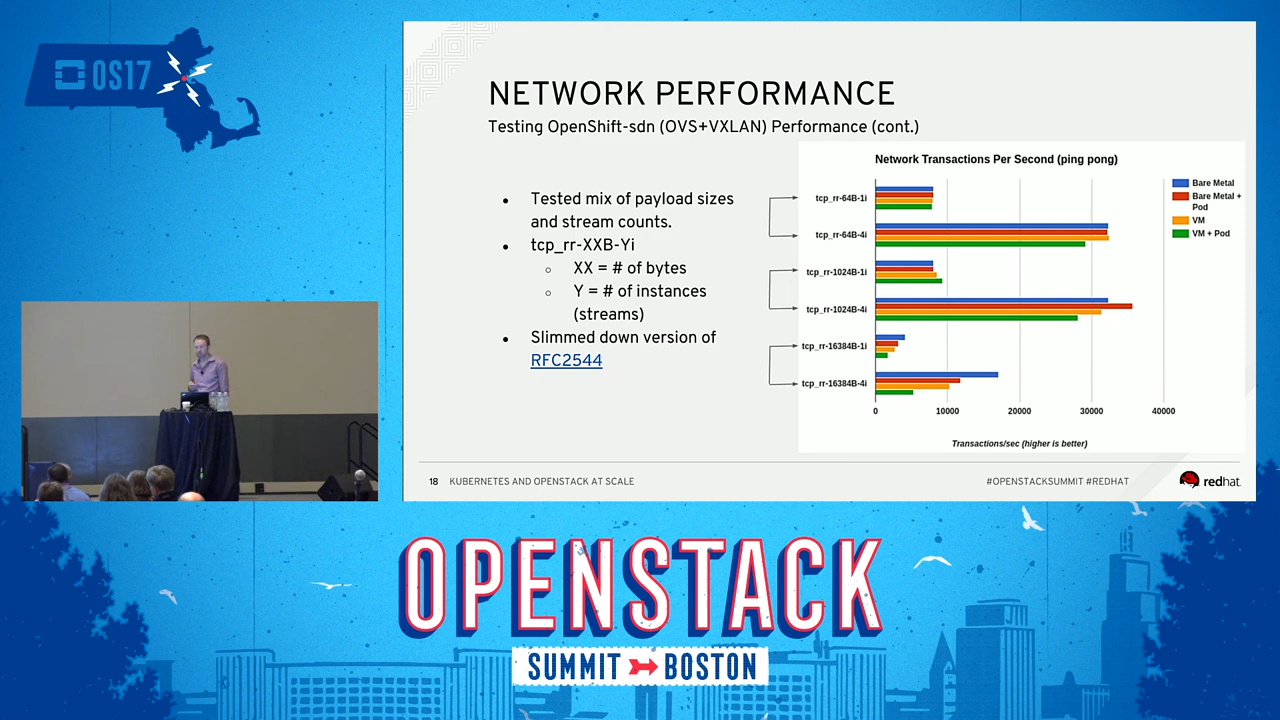 OS17
NETWORK PERFORMANCE
Testing OpenShift-sdn (OVS+VXLAN) Performance (cont.)
• Tested mix of payload sizes
and stream counts.
• tcp_rr-XXB-Yi
○ XX = # of bytes
○ Y = # of instances
(streams)
• Slimmed down version of
RFC2544
Network Transactions Per Second (ping pong)
tcp_rr-64B-1i
tcp_rr-64B-4i
tcp_rr-1024B-1i
tcp_rr-1024B-4i
tcp_rr-16384B-1i
tcp_rr-16384B-4i
0 10000 20000 30000 40000
Transactions/sec (higher is better)
Bare Metal
Bare Metal +
Pod
VM
VM + Pod
18 KUBERNETES AND OPENSTACK AT SCALE
#OPENSTACKSUMMIT #REDHAT
redhat.
OPENSTACK
SUMMIT BOSTON